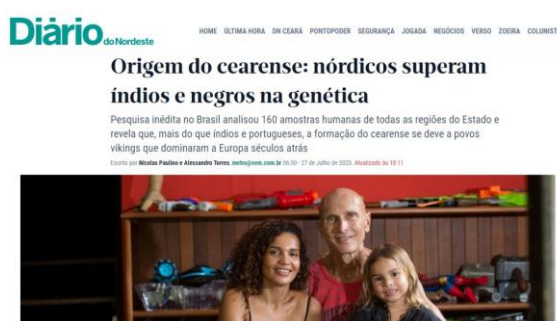 Diário do Nordeste
HOME ÚLTIMA HORA DN CEARÁ PONTOPODER SEGURANÇA JOGADA NEGÓCIOS VERSO ZOEIRA COLUNIST
Origem do cearense: nórdicos superam
índios e negros na genética
Pesquisa inédita no Brasil analisou 160 amostras humanas de todas as regiões do Estado e
revela que, mais do que índios e portugueses, a formação do cearense se deve a povos
vikings que dominaram a Europa séculos atrás
Escrito por Nicolas Paulino e Alessandro Torres, metro@svm.com.br 06:30 - 27 de Julho de 2020. Atualizado às 18:11